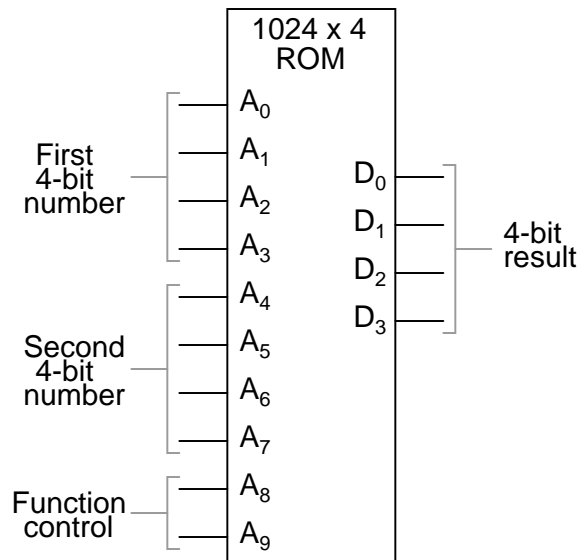 1024 x 4
ROM
First
4-bit
number
A0
A1
A2
A3
Second
4-bit
number
A4
A5
A6
A7
Function
control
A8
A9
D0
D1
D2
D3
4-bit
result